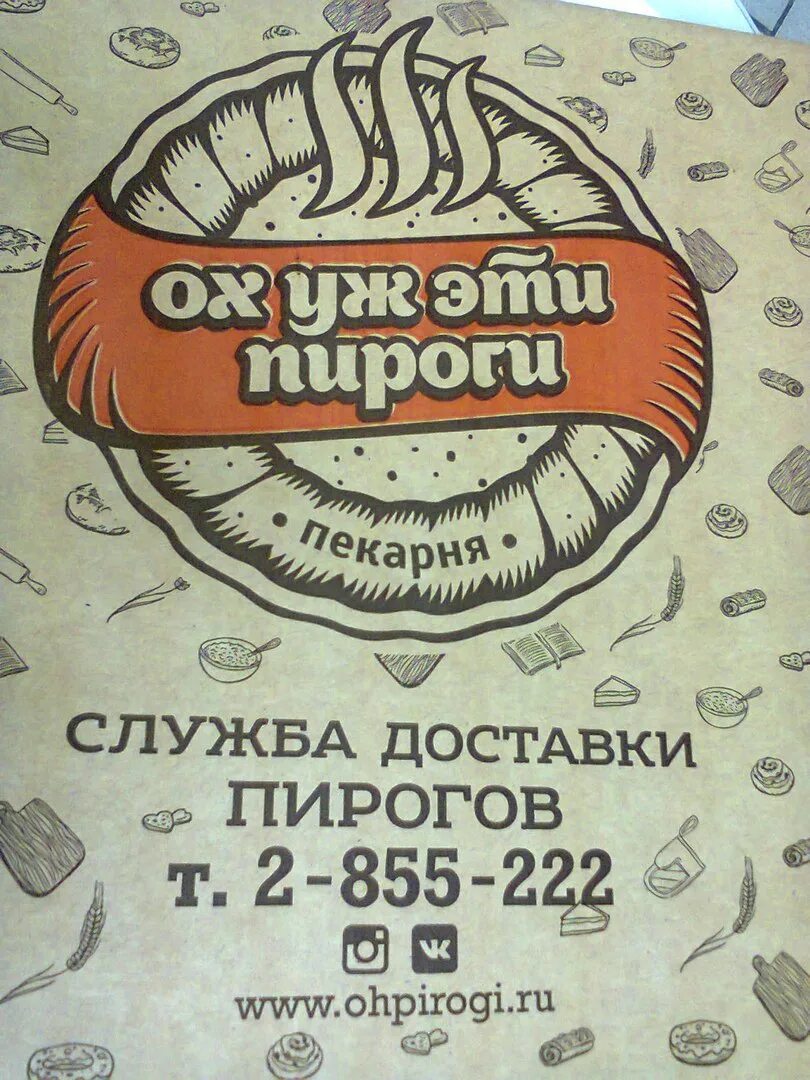 ох уж эти
пироги
• пекарня •
СЛУЖБА ДОСТАВКИ
ПИРОГОВ
т. 2-855-222
www.ohpirogi.ru